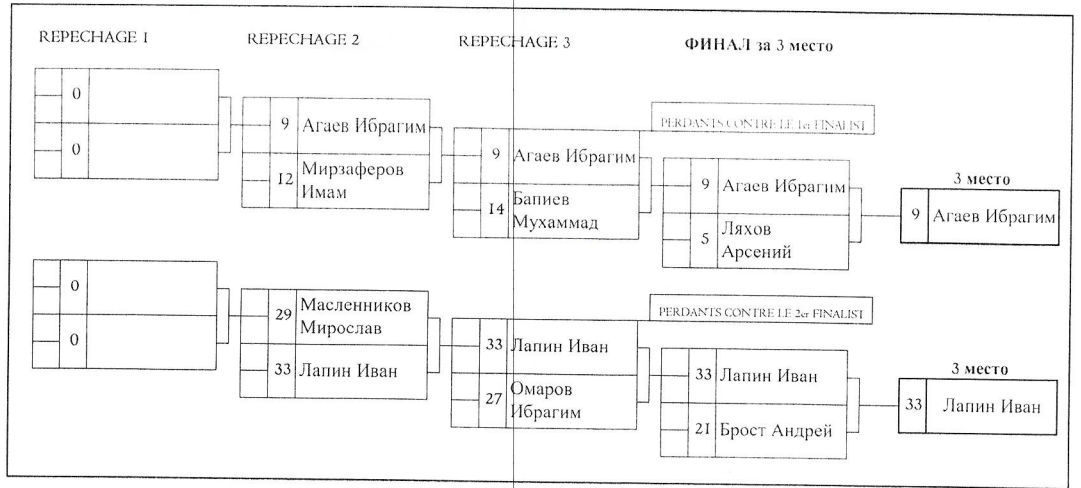 REPECHAGE I
REPECHAGE 2
REPECHAGE 3
ФИНАЛ за 3 место
0
0
9 Агаев Ибрагим
12 Мирзаферов
Имам
9 Агаев Ибрагим
14 Бапиев
Мухаммад
PERDANTS CONTRE LE 1er FINALIST
9 Агаев Ибрагим
5 Ляхов
Арсений
3 место
9 Агаев Ибрагим
0
0
29 Масленников
Мирослав
33 Лапин Иван
33 Лапин Иван
27 Омаров
Ибрагим
PERDANTS CONTRE LE 2er FINALIST
33 Лапин Иван
21 Брост Андрей
3 место
33 Лапин Иван